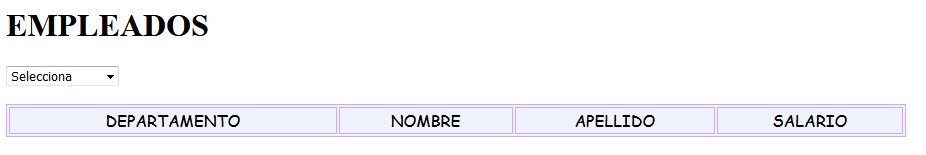 EMPLEADOS
Selecciona
DEPARTAMENTO NOMBRE APELLIDO SALARIO